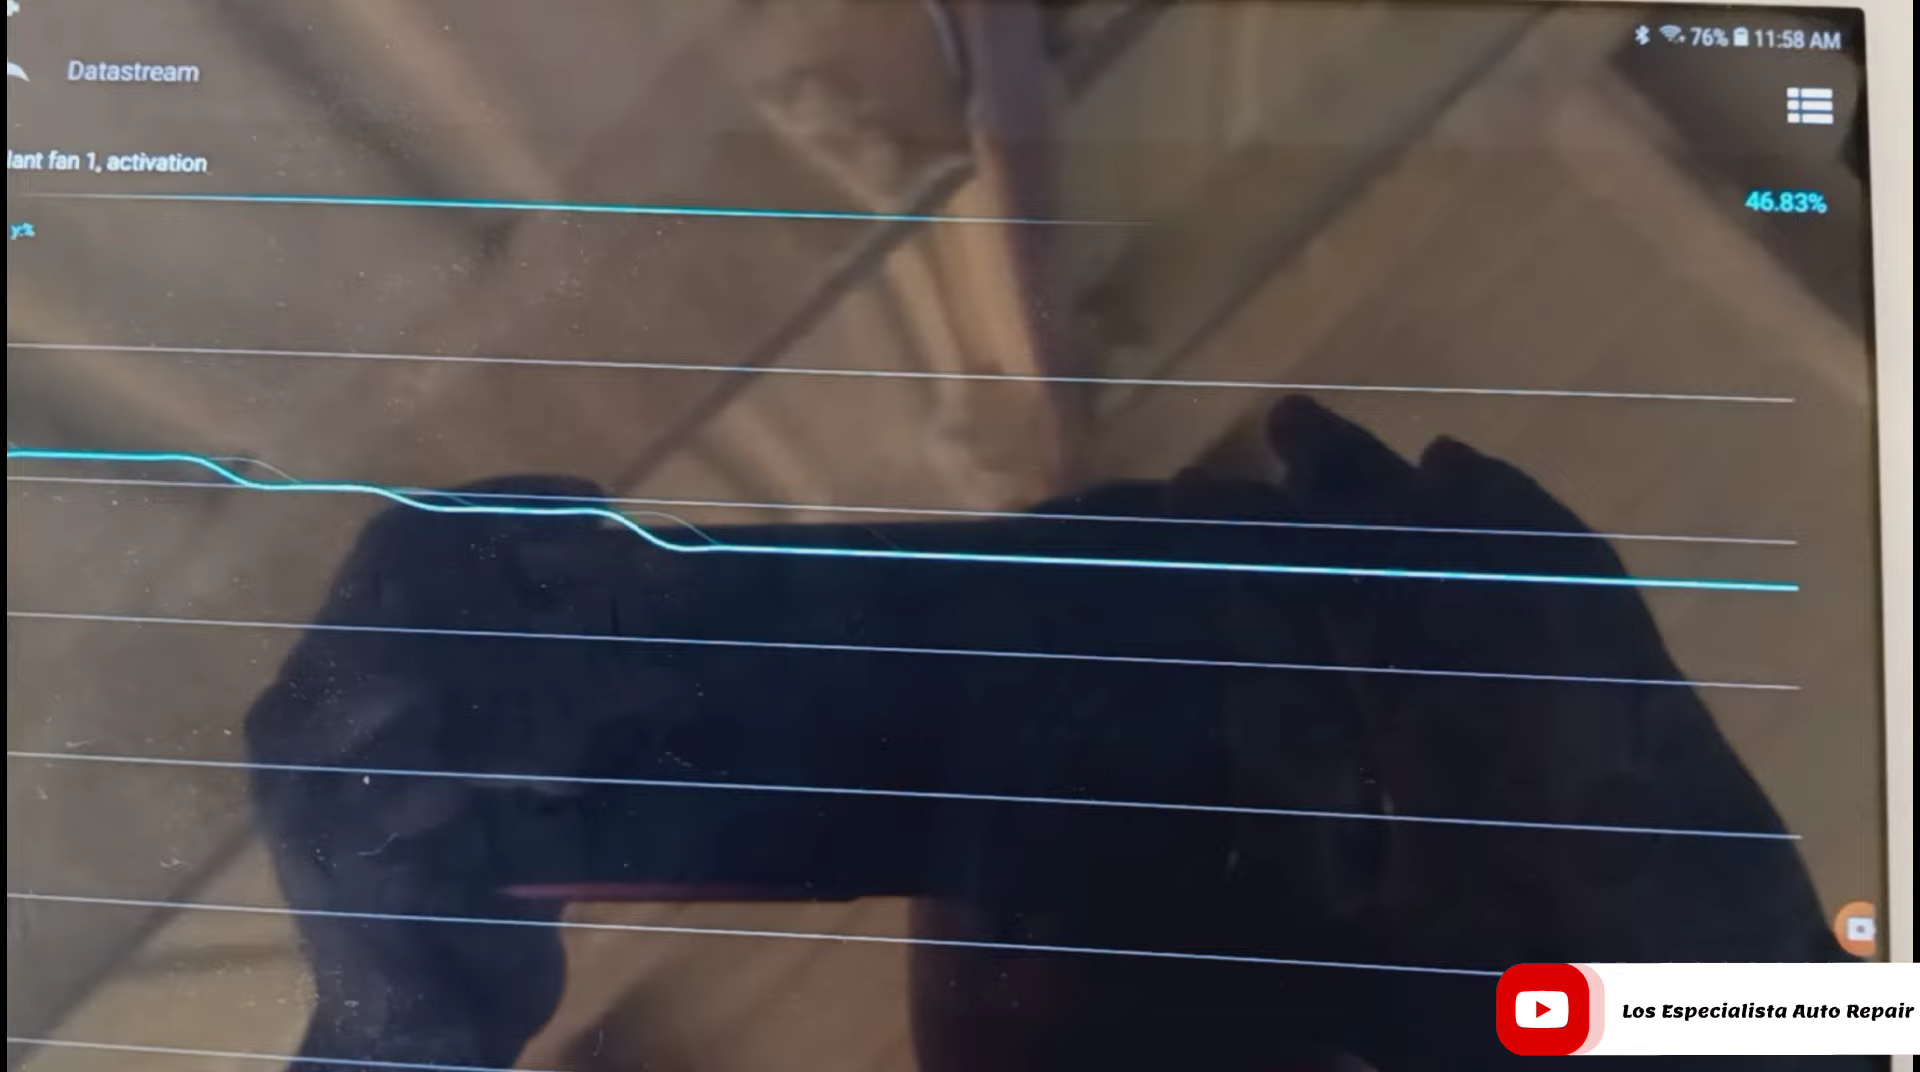 76% 11:58 AM
Datastream
lant fan 1, activation
46.83%
y:%
Los Especialista Auto Repair